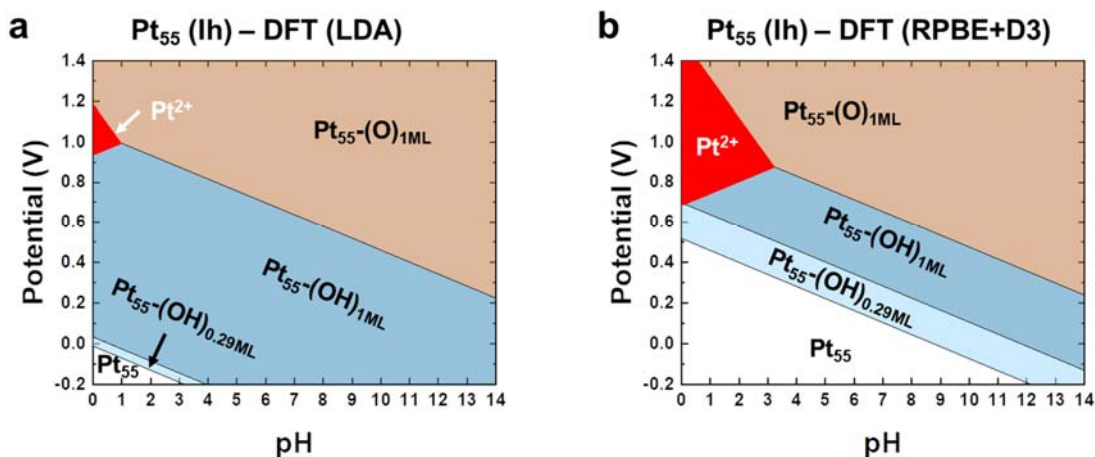 a
Pt₅₅ (Ih) – DFT (LDA)
Potential (V)
1.4
1.2
1.0
0.8
0.6
0.4
0.2
0.0
-0.2
Pt²⁺
Pt₅₅-(O)₁ML
Pt₅₅-(OH)₁ML
Pt₅₅-(OH)₀.₂₉ML
Pt₅₅
0 1 2 3 4 5 6 7 8 9 10 11 12 13 14
pH
b
Pt₅₅ (Ih) – DFT (RPBE+D3)
Potential (V)
1.4
1.2
1.0
0.8
0.6
0.4
0.2
0.0
-0.2
Pt₅₅-(O)₁ML
Pt²⁺
Pt₅₅-(OH)₁ML
Pt₅₅-(OH)₀.₂₉ML
Pt₅₅
0 1 2 3 4 5 6 7 8 9 10 11 12 13 14
pH